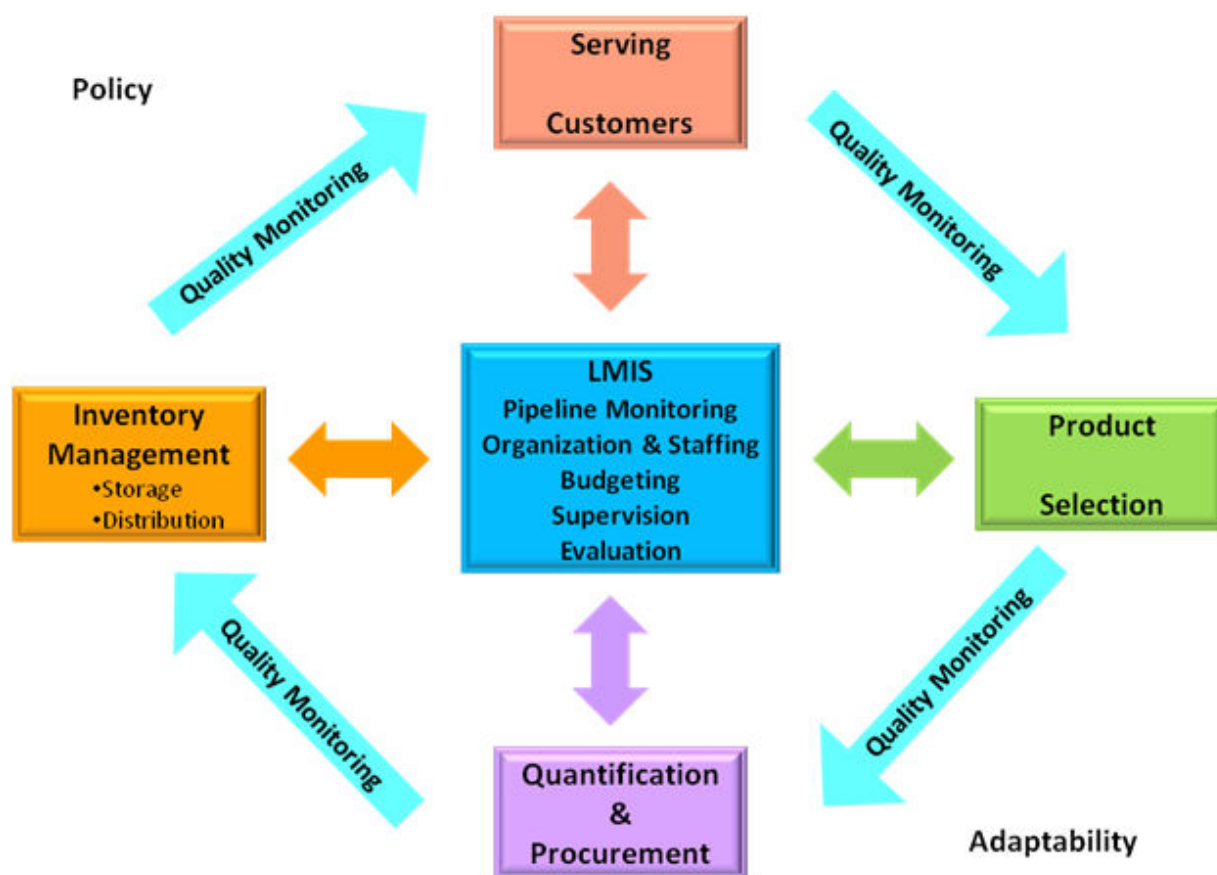 Policy
Serving
Customers
Quality Monitoring
Quality Monitoring
Inventory
Management
•Storage
•Distribution
LMIS
Pipeline Monitoring
Organization & Staffing
Budgeting
Supervision
Evaluation
Product
Selection
Quality Monitoring
Quality Monitoring
Quantification
&
Procurement
Adaptability